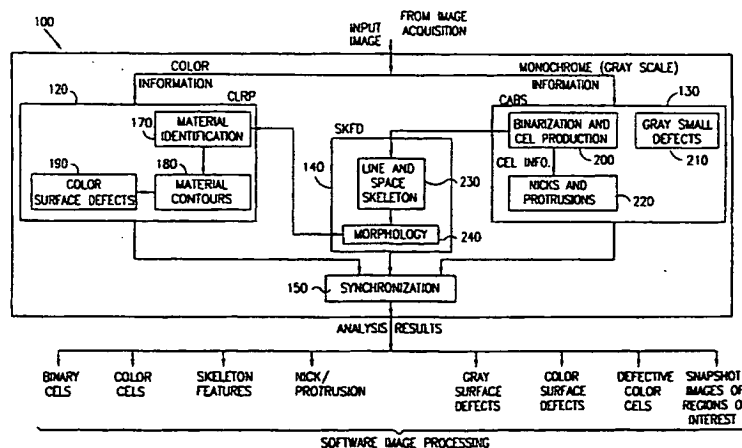 100
FROM IMAGE
ACQUISITION
INPUT
IMAGE
COLOR
INFORMATION
MONOCHROME (GRAY SCALE)
INFORMATION
120
CLRP
170
MATERIAL
IDENTIFICATION
190
180
COLOR
SURFACE DEFECTS
MATERIAL
CONTOURS
SKFD
140
LINE AND
SPACE
SKELETON
230
MORPHOLOGY
240
CABS
130
BINARIZATION AND
CEL PRODUCTION
200
GRAY SMALL
DEFECTS
210
CEL INFO.
NICKS AND
PROTRUSIONS
220
150
SYNCHRONIZATION
ANALYSIS RESULTS
BINARY
CELS
COLOR
CELS
SKELETON
FEATURES
NICK/
PROTRUSION
GRAY
SURFACE
DEFECTS
COLOR
SURFACE
DEFECTS
DEFECTIVE
COLOR
CELS
SNAPSHOT
IMAGES OF
REGIONS OF
INTEREST
SOFTWARE IMAGE PROCESSING